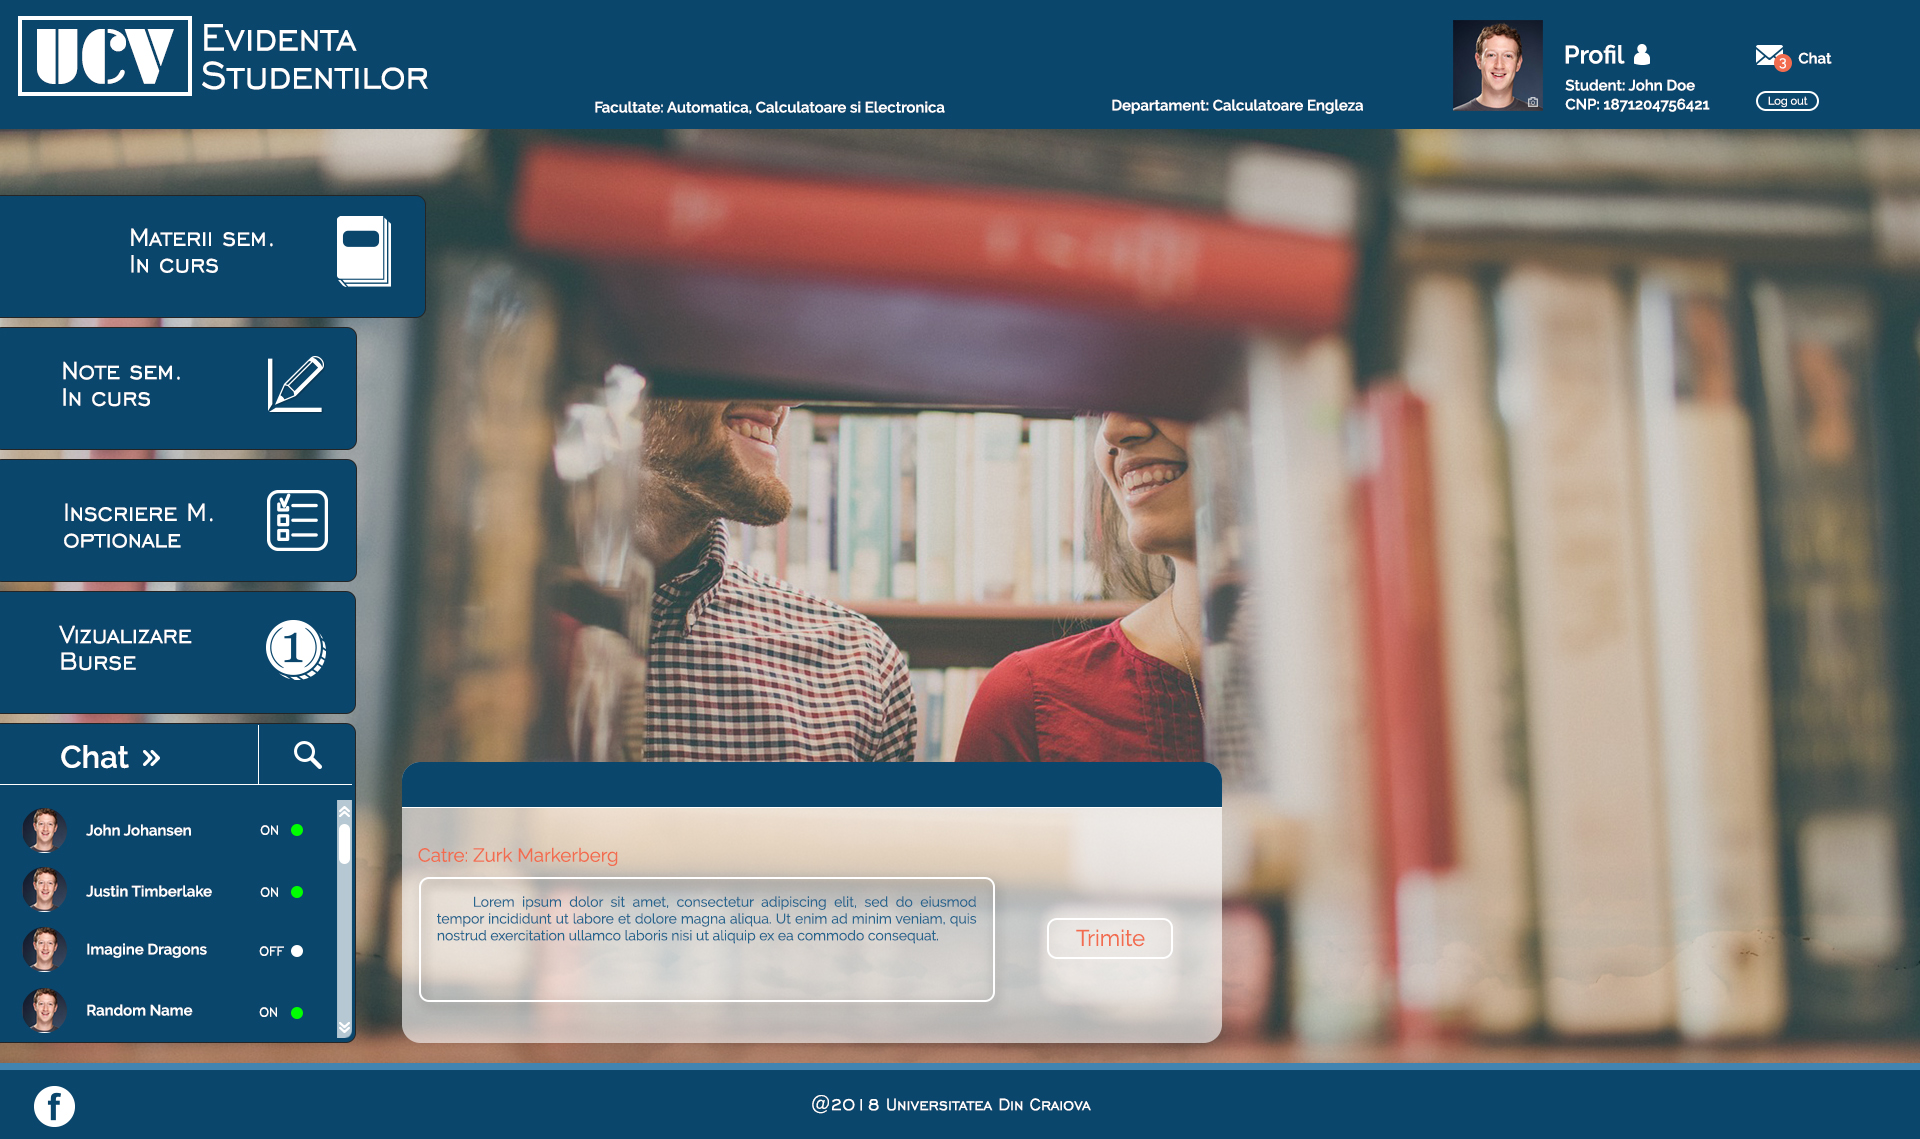 UCV
Evidenta
Studentilor
Facultate: Automatica, Calculatoare si Electronica
Departament: Calculatoare Engleza
Profil
Student: John Doe
CNP: 1871204756421
3
Chat
Log out
Materii sem.
In curs
Note sem.
In curs
Inscriere M.
optionale
Vizualizare
Burse
1
Chat »
John Johansen ON
Justin Timberlake ON
Imagine Dragons OFF
Random Name ON
Catre: Zurk Markerberg
Lorem ipsum dolor sit amet, consectetur adipiscing elit, sed do eiusmod
tempor incididunt ut labore et dolore magna aliqua. Ut enim ad minim veniam, quis
nostrud exercitation ullamco laboris nisi ut aliquip ex ea commodo consequat.
Trimite
f
@2018 Universitatea Din Craiova